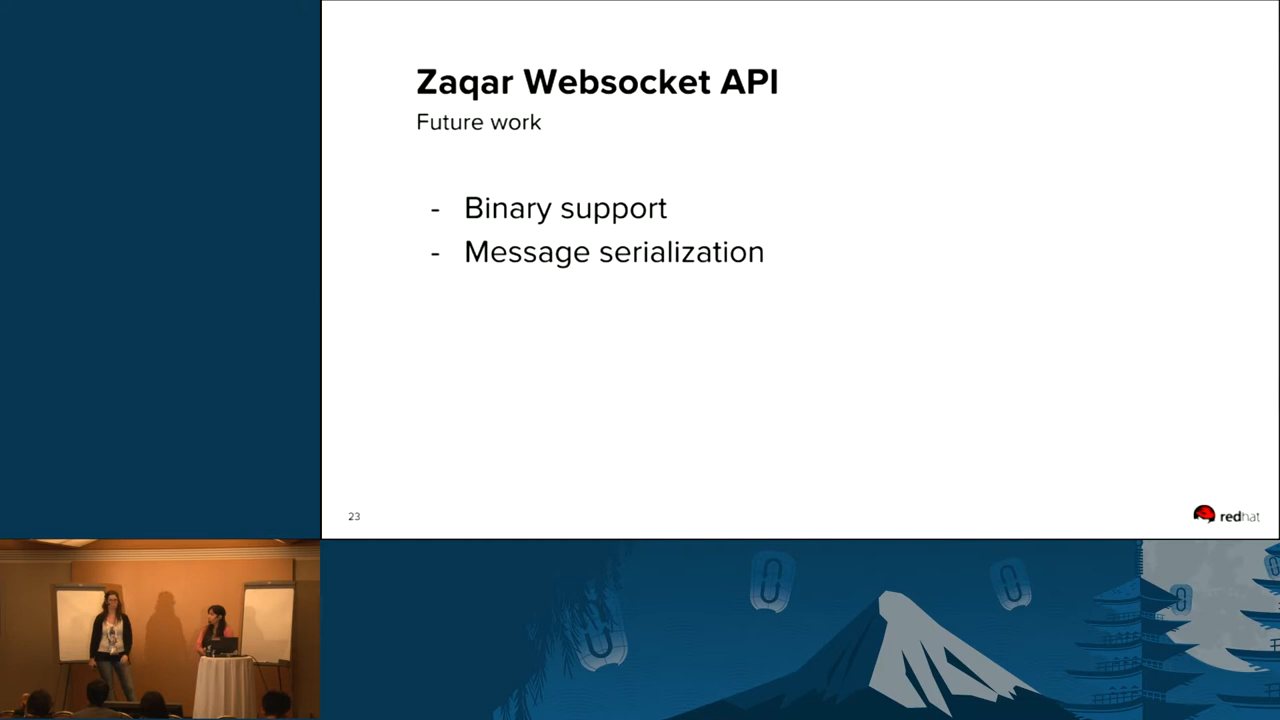 Zaqar Websocket API
Future work
- Binary support
- Message serialization
23
redhat